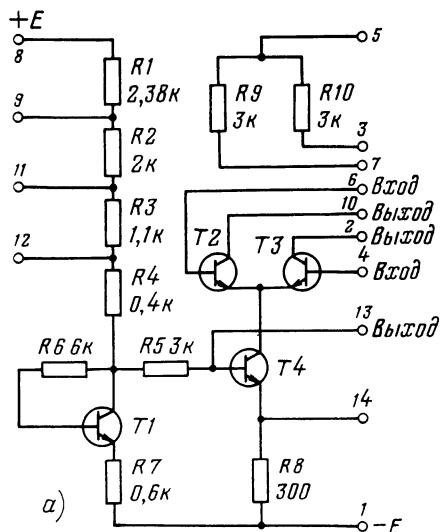 +E
8
R1
2,38к
9
R2
2к
11
R3
1,1к
12
R4
0,4к
R6 6к
R5 3к
T1
R7
0,6к
а)
5
R9
3к
R10
3к
3
7
6
Вход
10
Выход
2
Выход
T2
T3
4
Вход
13
Выход
T4
14
R8
300
1
-E